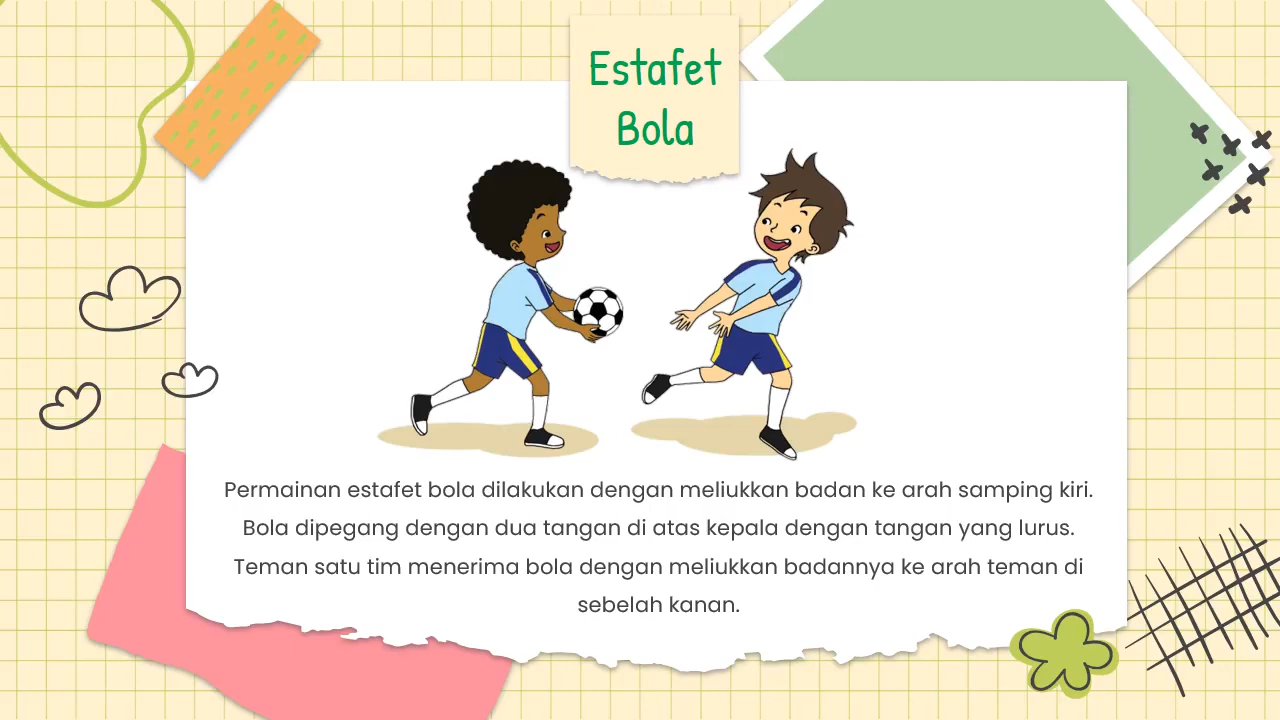 Estafet
Bola
Permainan estafet bola dilakukan dengan meliukkan badan ke arah samping kiri.
Bola dipegang dengan dua tangan di atas kepala dengan tangan yang lurus.
Teman satu tim menerima bola dengan meliukkan badannya ke arah teman di
sebelah kanan.